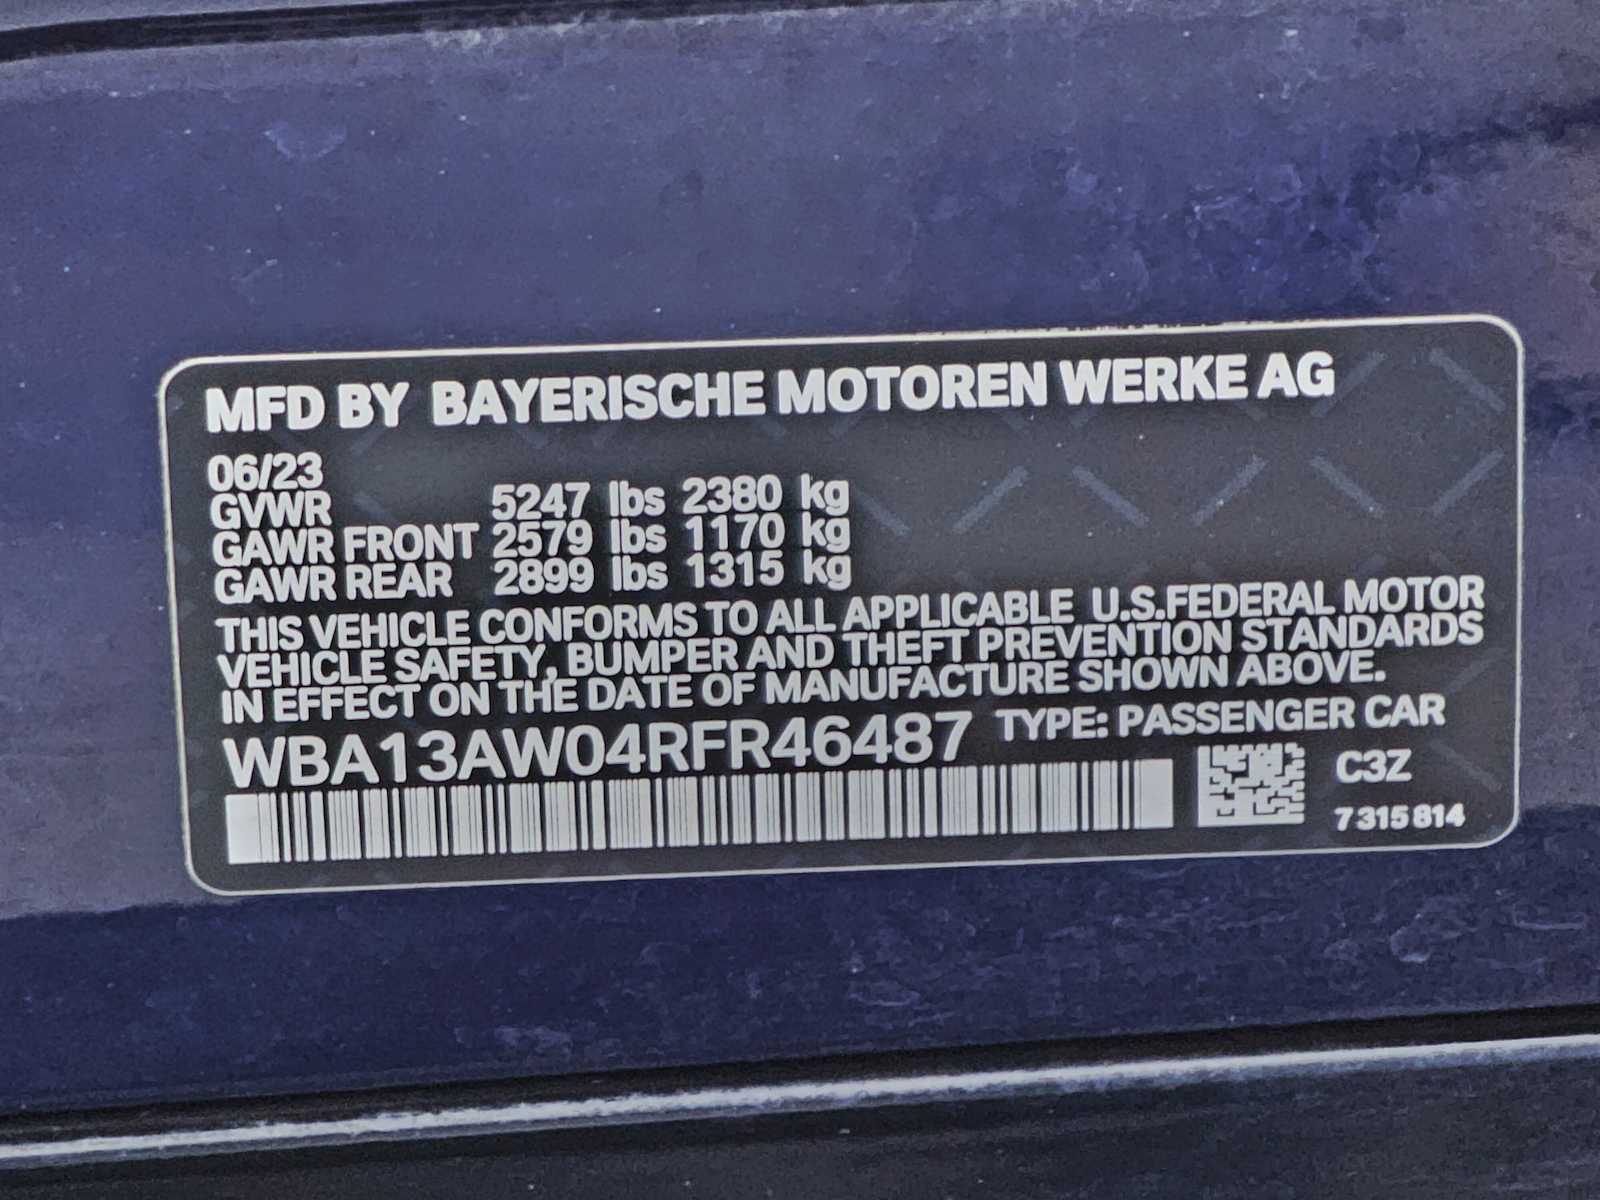 MFD BY BAYERISCHE MOTOREN WERKE AG
06/23
GVWR 5247 lbs 2380 kg
GAWR FRONT 2579 lbs 1170 kg
GAWR REAR 2899 lbs 1315 kg
THIS VEHICLE CONFORMS TO ALL APPLICABLE U.S.FEDERAL MOTOR
VEHICLE SAFETY, BUMPER AND THEFT PREVENTION STANDARDS
IN EFFECT ON THE DATE OF MANUFACTURE SHOWN ABOVE.
WBA13AW04RFR46487 TYPE: PASSENGER CAR
C3Z
7 315 814